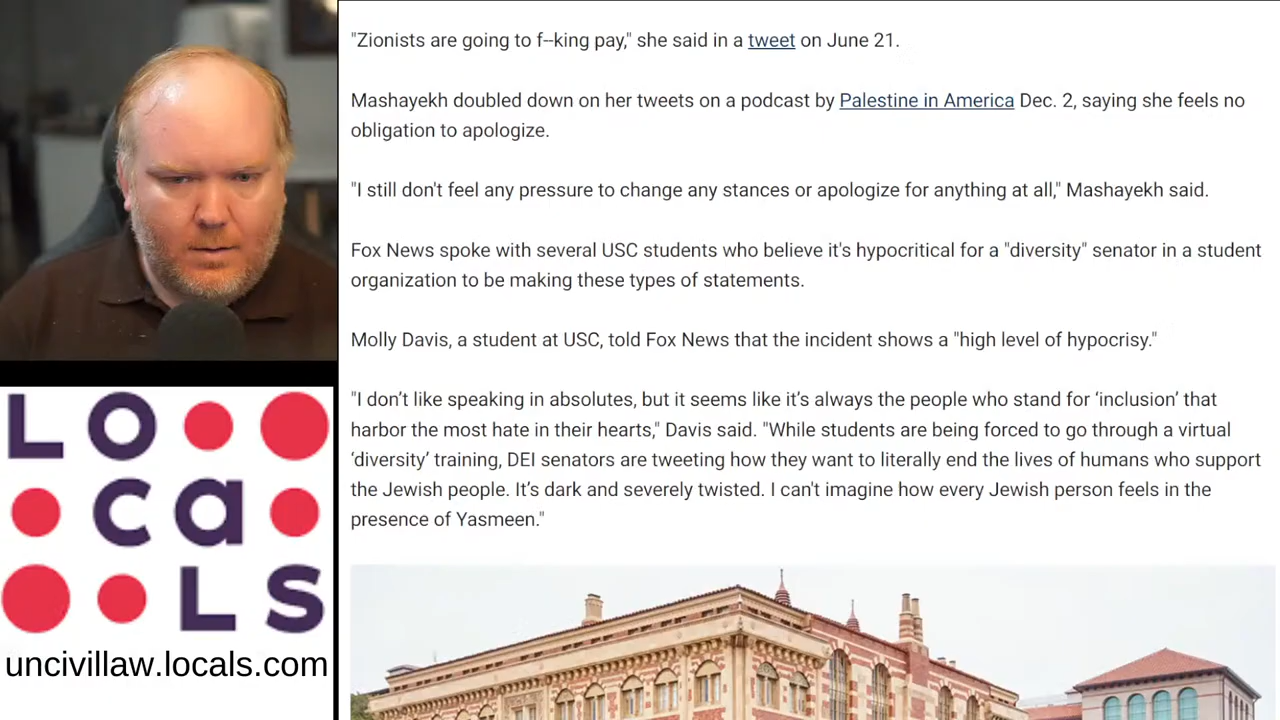 "Zionists are going to f--king pay," she said in a tweet on June 21.
Mashayekh doubled down on her tweets on a podcast by Palestine in America Dec. 2, saying she feels no
obligation to apologize.
"I still don't feel any pressure to change any stances or apologize for anything at all," Mashayekh said.
Fox News spoke with several USC students who believe it's hypocritical for a "diversity" senator in a student
organization to be making these types of statements.
Molly Davis, a student at USC, told Fox News that the incident shows a "high level of hypocrisy."
"I don’t like speaking in absolutes, but it seems like it’s always the people who stand for ‘inclusion’ that
harbor the most hate in their hearts," Davis said. "While students are being forced to go through a virtual
‘diversity’ training, DEI senators are tweeting how they want to literally end the lives of humans who support
the Jewish people. It’s dark and severely twisted. I can't imagine how every Jewish person feels in the
presence of Yasmeen."
LO
ca
LS
uncivillaw.locals.com